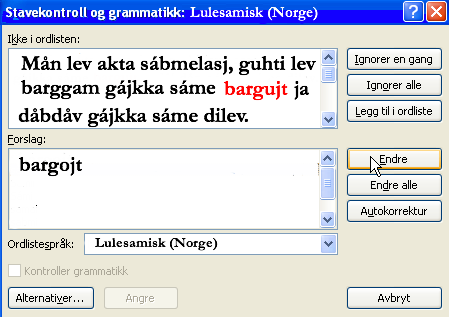 Stavekontroll og grammatikk: Lulesamisk (Norge)
Ikke i ordlisten:
Mån lev akta sábmelasj, guhti lev
barggam gájkka sáme bargujt ja
dåbdåv gájkka sáme dilev.
Ignorer en gang
Ignorer alle
Legg til i ordliste
Forslag:
bargojt
Endre
Endre alle
Autokorrektur
Ordlistespråk: Lulesamisk (Norge)
Kontroller grammatikk
Alternativer... Angre Avbryt